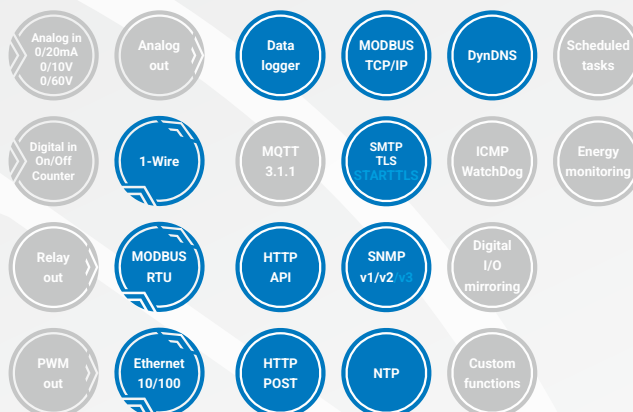 Analog in
0/20mA
0/10V
0/60V
Analog
out
Data
logger
MODBUS
TCP/IP
DynDNS
Scheduled
tasks
Digital in
On/Off
Counter
1-Wire
MQTT
3.1.1
SMTP
TLS
STARTTLS
ICMP
WatchDog
Energy
monitoring
Relay
out
MODBUS
RTU
HTTP
API
SNMP
v1/v2/v3
Digital
I/O
mirroring
PWM
out
Ethernet
10/100
HTTP
POST
NTP
Custom
functions